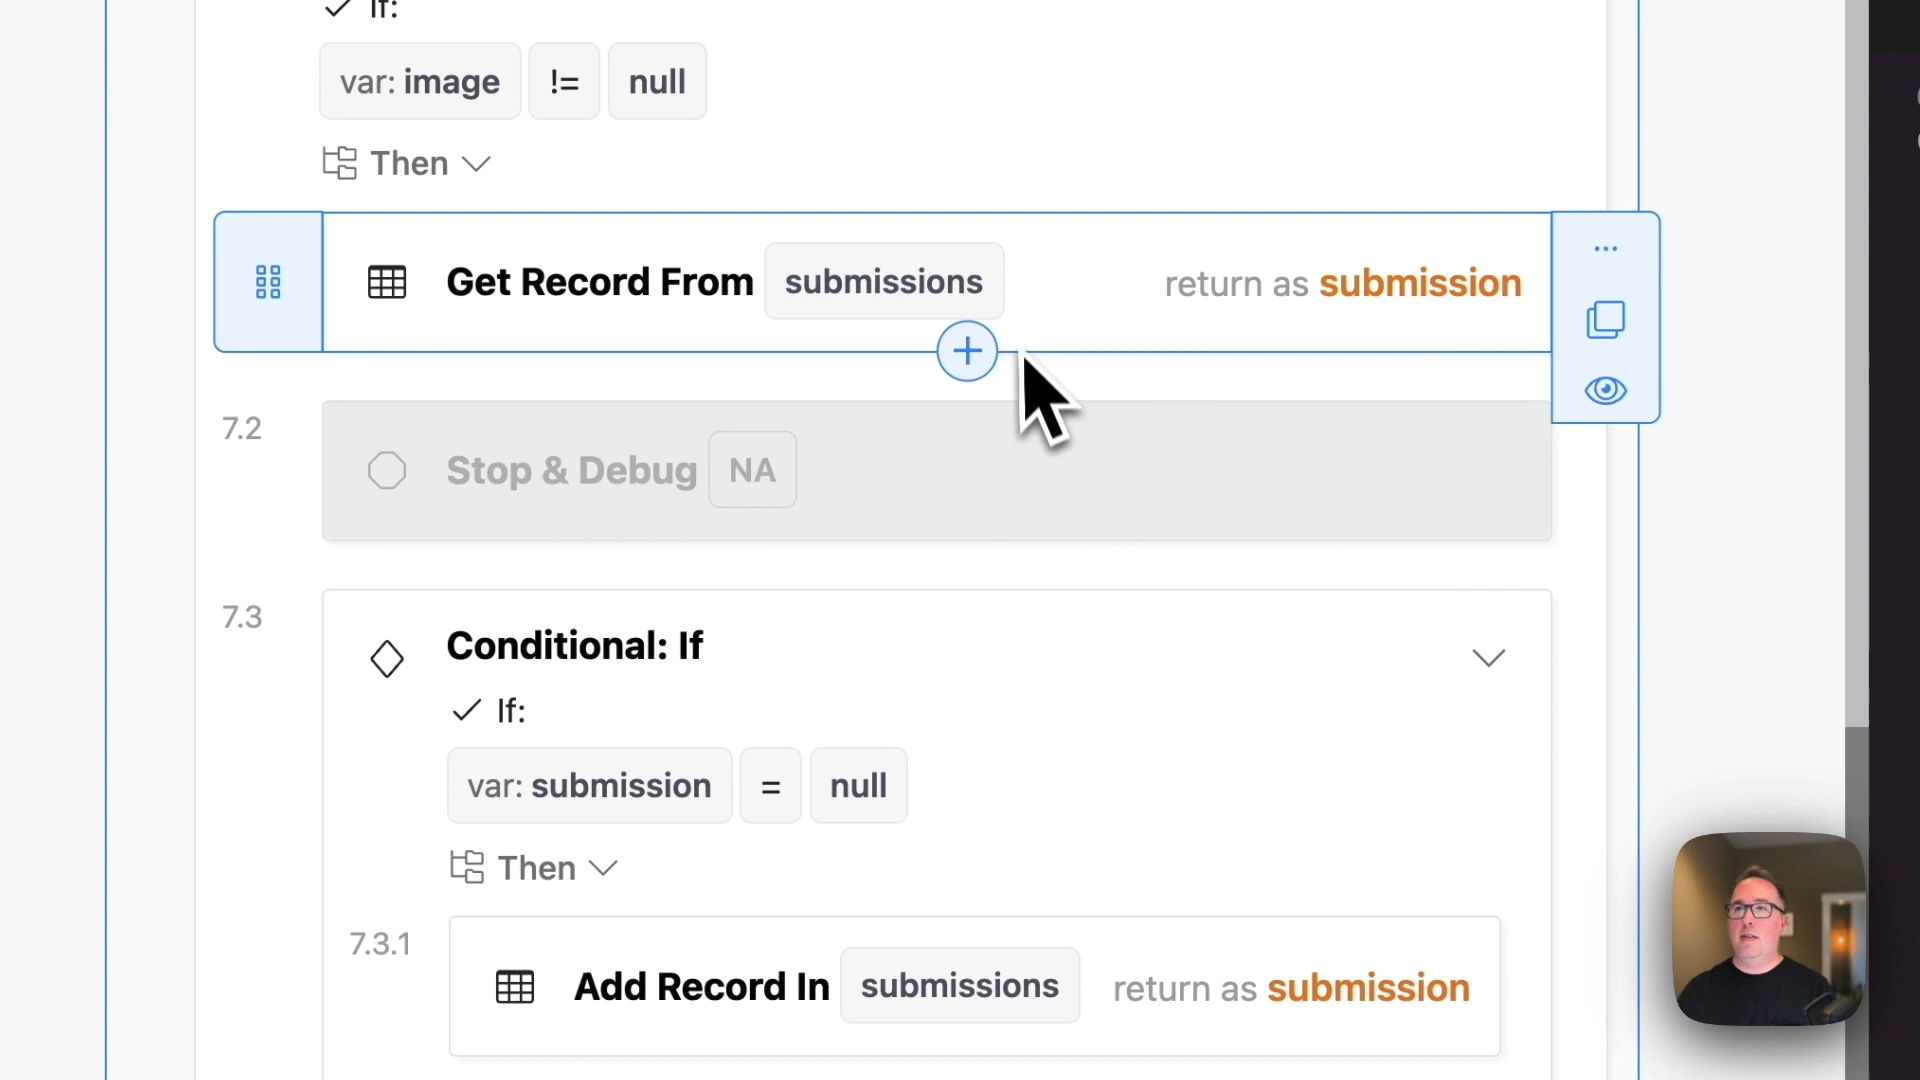 If:
var: image != null
Then
Get Record From submissions return as submission
7.2
Stop & Debug NA
7.3
Conditional: If
If:
var: submission = null
Then
7.3.1
Add Record In submissions return as submission